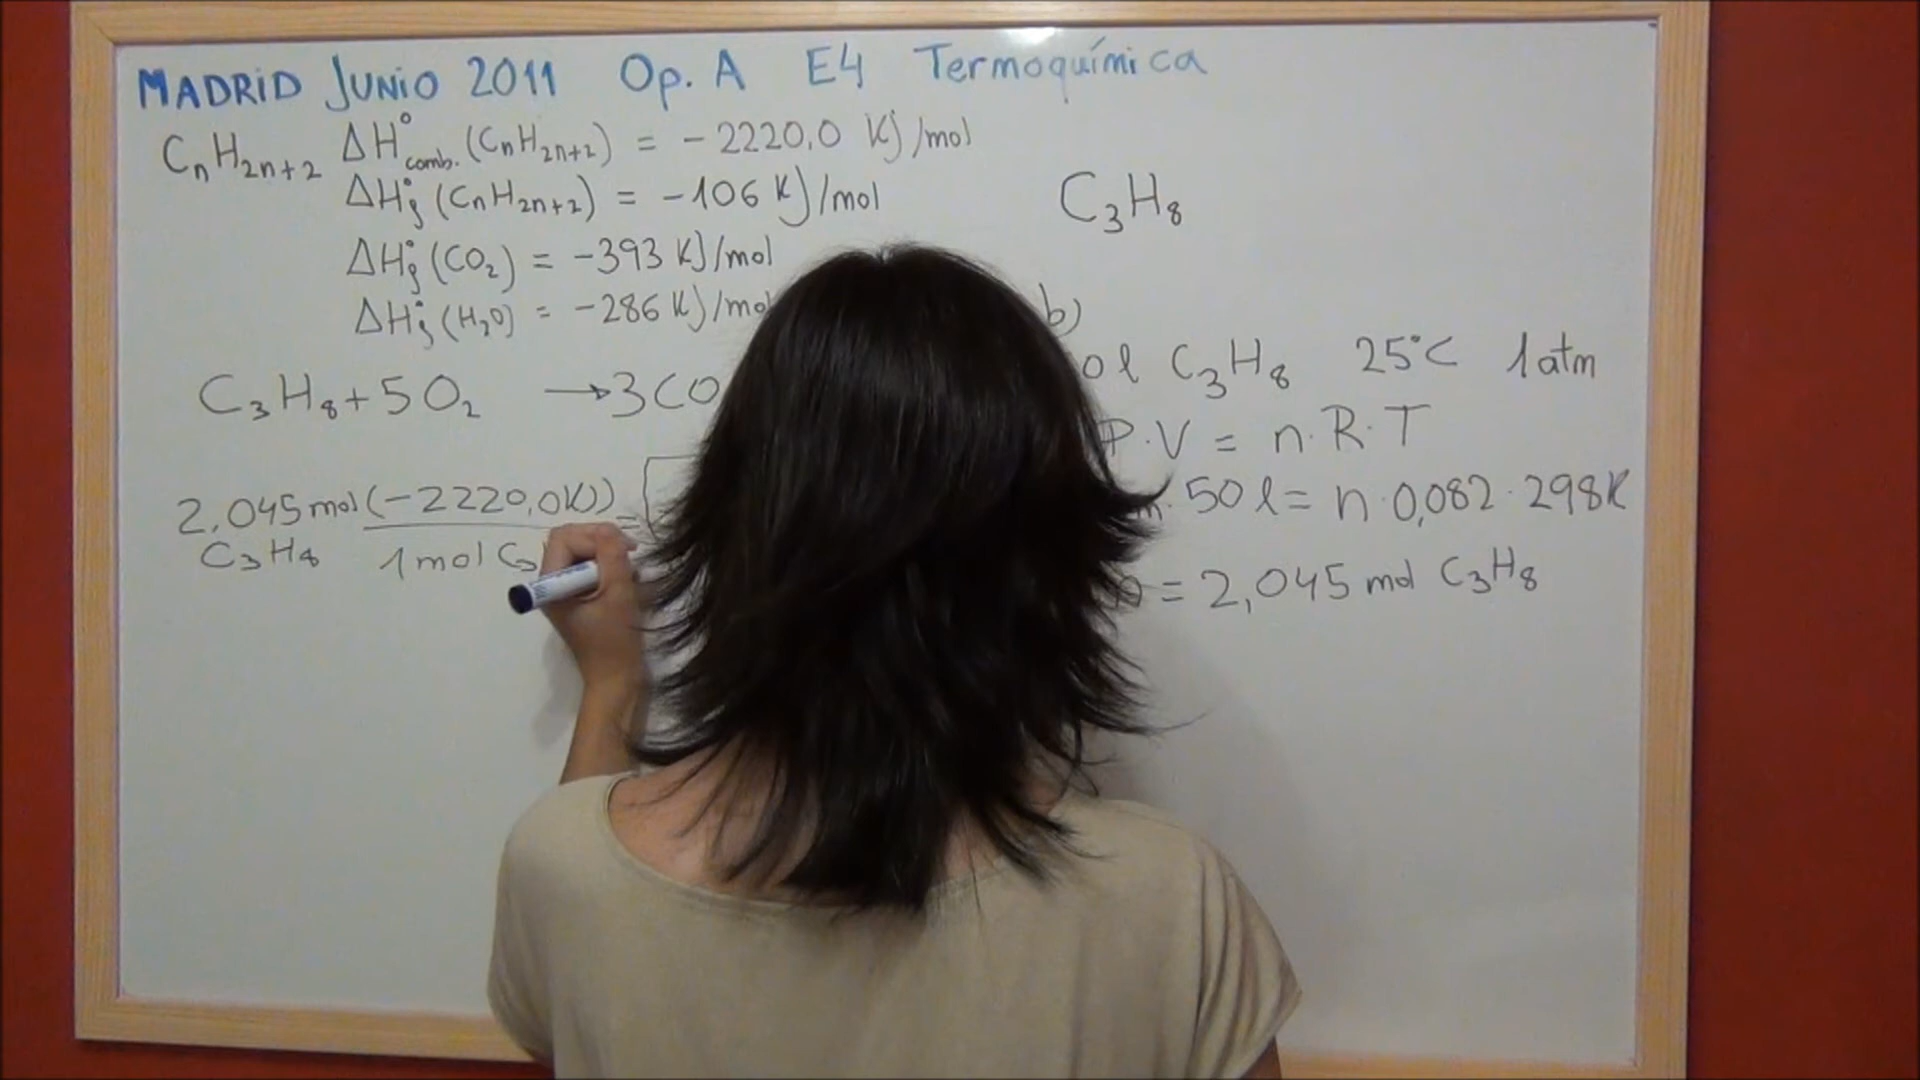 MADRID JUNIO 2011 Op. A E4 Termoquímica
CnH2n+2 ΔH°comb. (CnH2n+2) = -2220,0 KJ/mol
ΔH°f (CnH2n+2) = -106 KJ/mol
C3H8
ΔH°f (CO2) = -393 KJ/mol
ΔH°f (H2O) = -286 KJ/mol
b)
C3H8 + 5O2 → 3CO
C3H8 25°C 1atm
P·V = n·R·T
2,045 mol (-2220,0KJ) =
C3H8 1mol C3
50 l = n·0,082·298K
= 2,045 mol C3H8